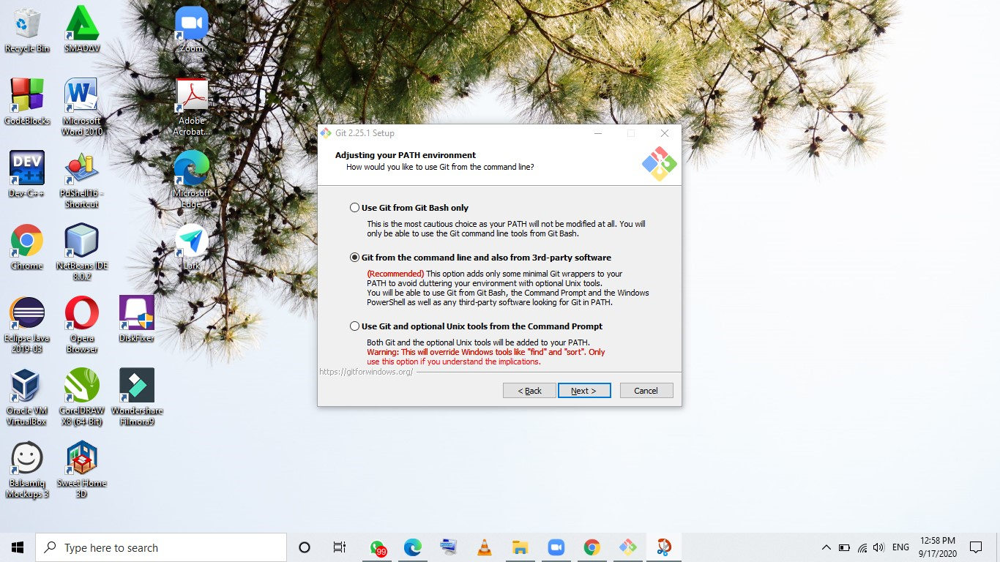 Recycle Bin
SMADΔV
Zoom
CodeBlocks
Microsoft
Word 2010
Adobe
Acrobat...
DEV
C++
Dev-C++
PdShell16 -
Shortcut
Microsoft
Edge
Chrome
NetBeans IDE
8.0.2
Lark
Eclipse Java
2019-03
Opera
Browser
DiskFixer
Oracle VM
VirtualBox
CorelDRAW
X8 (64-Bit)
Wondershare
Filmora9
Balsamiq
Mockups 3
Sweet Home
3D
Git 2.25.1 Setup
Adjusting your PATH environment
How would you like to use Git from the command line?
Use Git from Git Bash only
This is the most cautious choice as your PATH will not be modified at all. You will
only be able to use the Git command line tools from Git Bash.
Git from the command line and also from 3rd-party software
(Recommended) This option adds only some minimal Git wrappers to your
PATH to avoid cluttering your environment with optional Unix tools.
You will be able to use Git from Git Bash, the Command Prompt and the Windows
PowerShell as well as any third-party software looking for Git in PATH.
Use Git and optional Unix tools from the Command Prompt
Both Git and the optional Unix tools will be added to your PATH.
Warning: This will override Windows tools like "find" and "sort". Only
use this option if you understand the implications.
https://gitforwindows.org/
< Back
Next >
Cancel
Type here to search
99
ENG
12:58 PM
9/17/2020